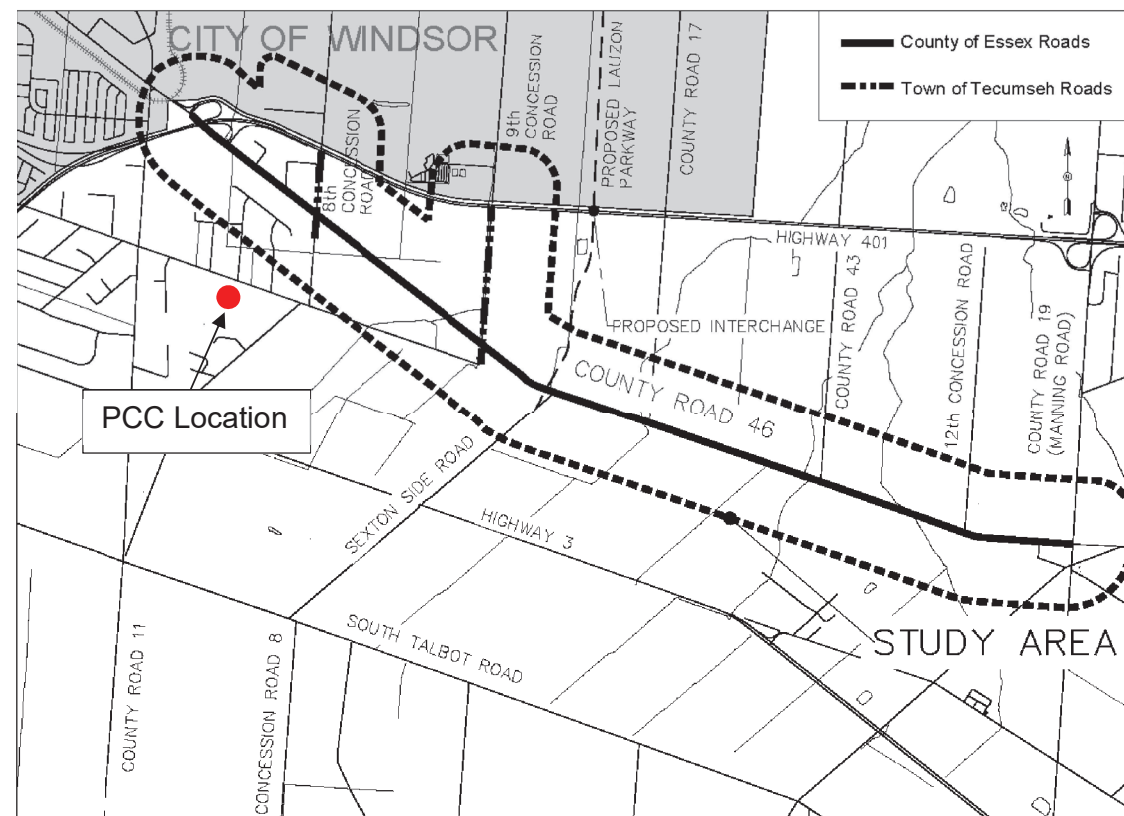 CITY OF WINDSOR
County of Essex Roads
Town of Tecumseh Roads
8th
CONCESSION
ROAD
9th
CONCESSION
ROAD
PROPOSED LAUZON
PARKWAY
COUNTY ROAD 17
HIGHWAY 401
PROPOSED INTERCHANGE
COUNTY ROAD 43
12th CONCESSION ROAD
COUNTY ROAD 19
(MANNING ROAD)
COUNTY ROAD 46
PCC Location
SEXTON SIDE ROAD
HIGHWAY 3
STUDY AREA
SOUTH TALBOT ROAD
COUNTY ROAD 11
CONCESSION ROAD 8